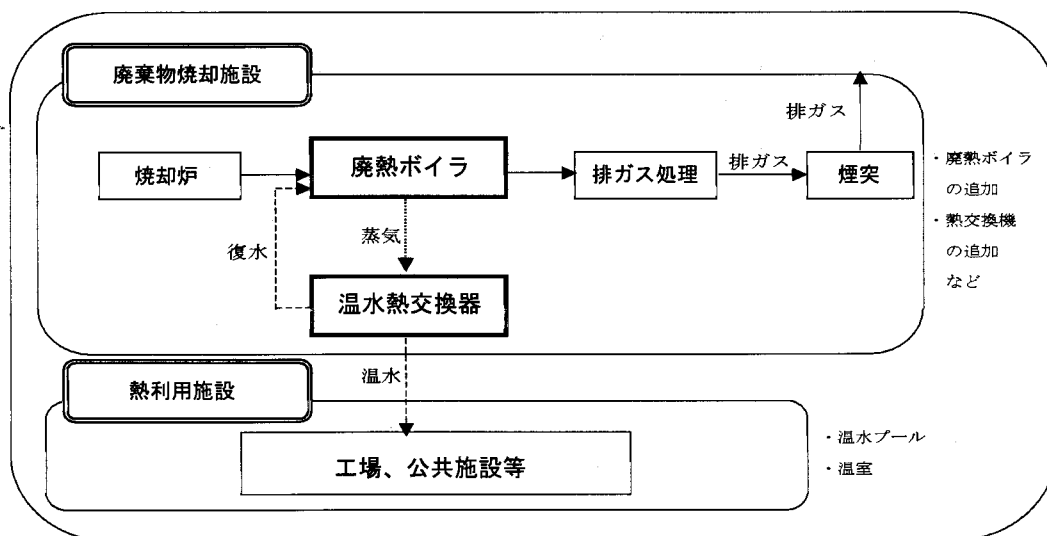 廃棄物焼却施設
排ガス
焼却炉
廃熱ボイラ
排ガス処理
排ガス
煙突
・廃熱ボイラ
の追加
・熱交換機
の追加
など
復水
蒸気
温水熱交換器
熱利用施設
温水
工場、公共施設等
・温水プール
・温室